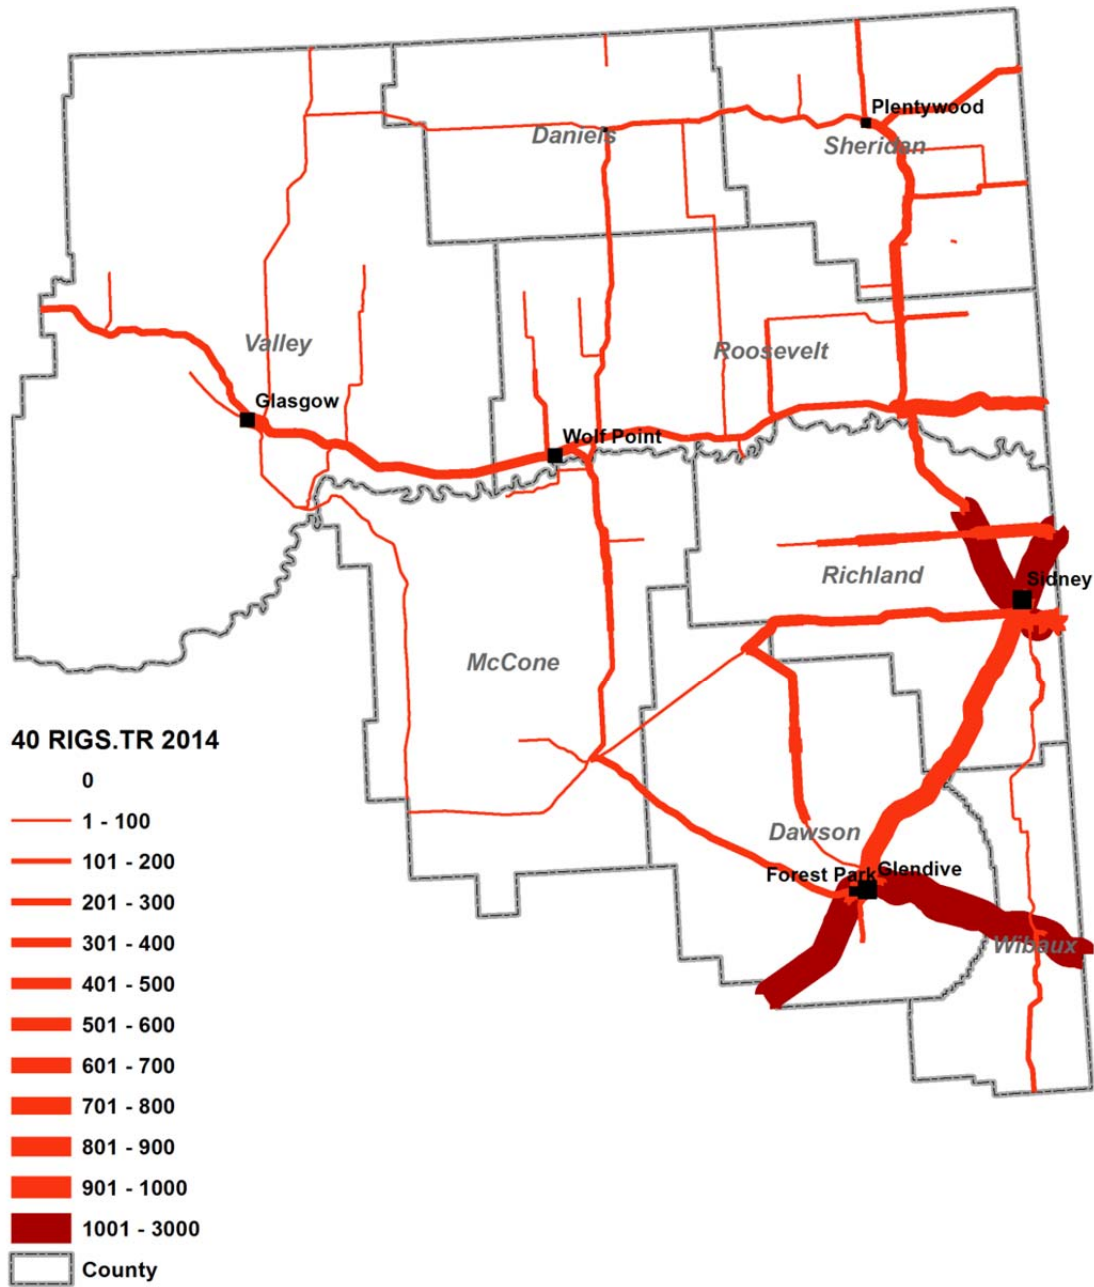 Plentywood
Daniels
Sheridan
Valley
Roosevelt
Glasgow
Wolf Point
Richland
Sidney
McCone
40 RIGS.TR 2014
0
1 - 100
101 - 200
201 - 300
301 - 400
401 - 500
501 - 600
601 - 700
701 - 800
801 - 900
901 - 1000
1001 - 3000
County
Dawson
Forest Park
Glendive
Wibaux